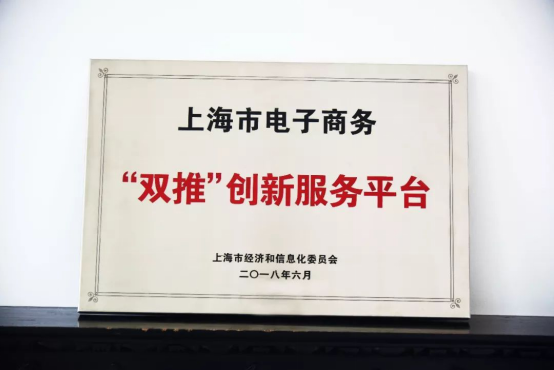 上海市电子商务
“双推”创新服务平台
上海市经济和信息化委员会
二〇一八年六月